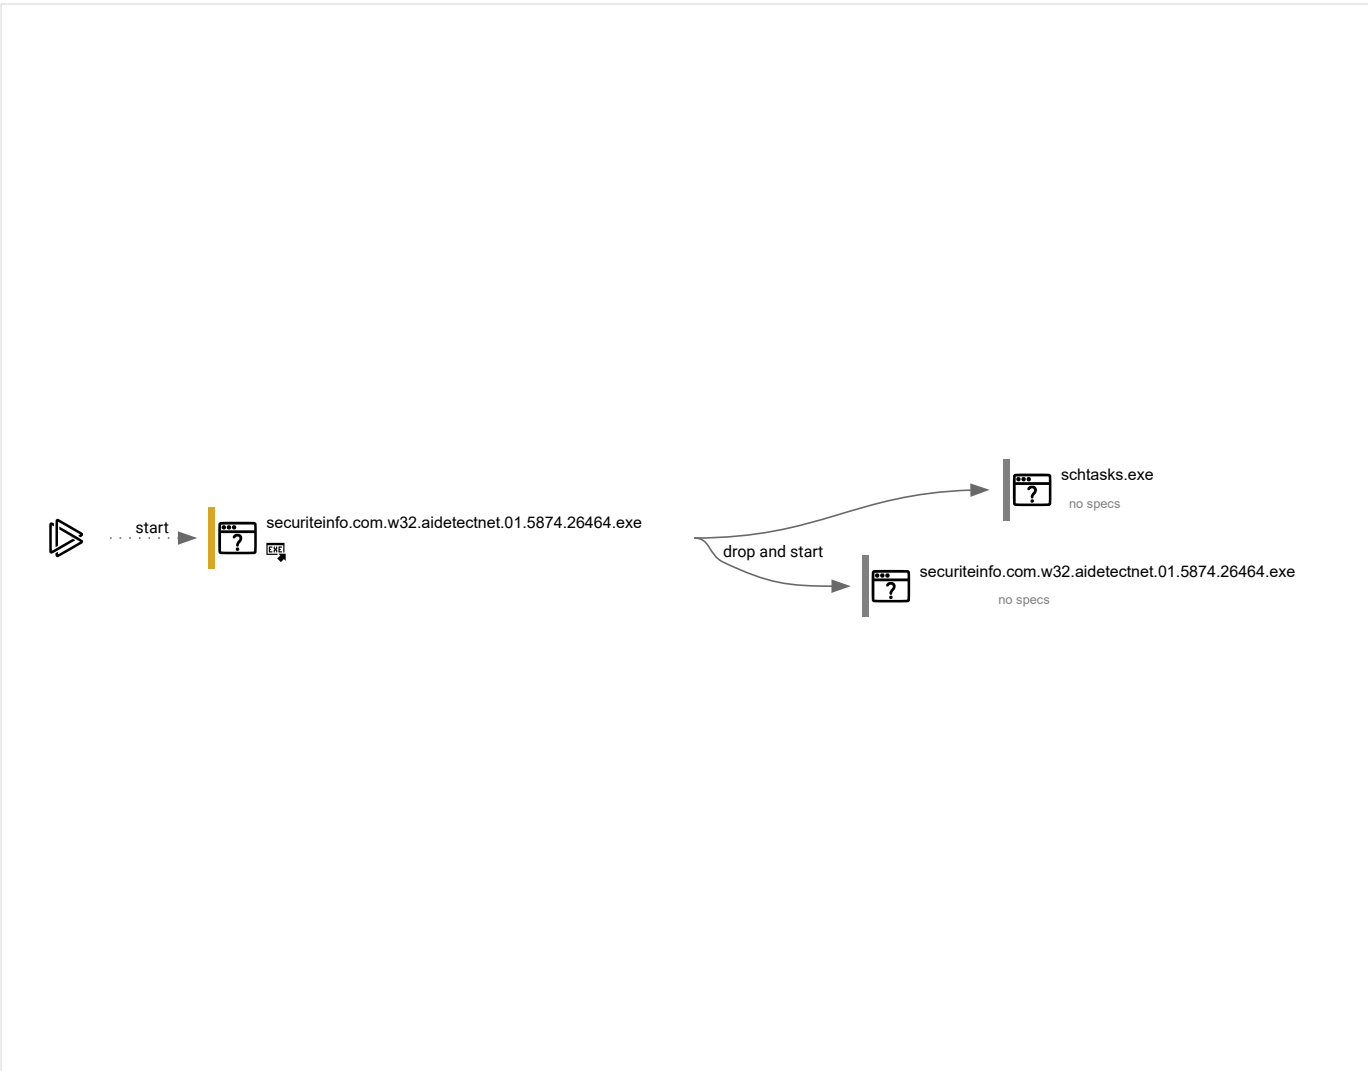 start
securiteinfo.com.w32.aidetectnet.01.5874.26464.exe
EXE
schtasks.exe
no specs
drop and start
securiteinfo.com.w32.aidetectnet.01.5874.26464.exe
no specs